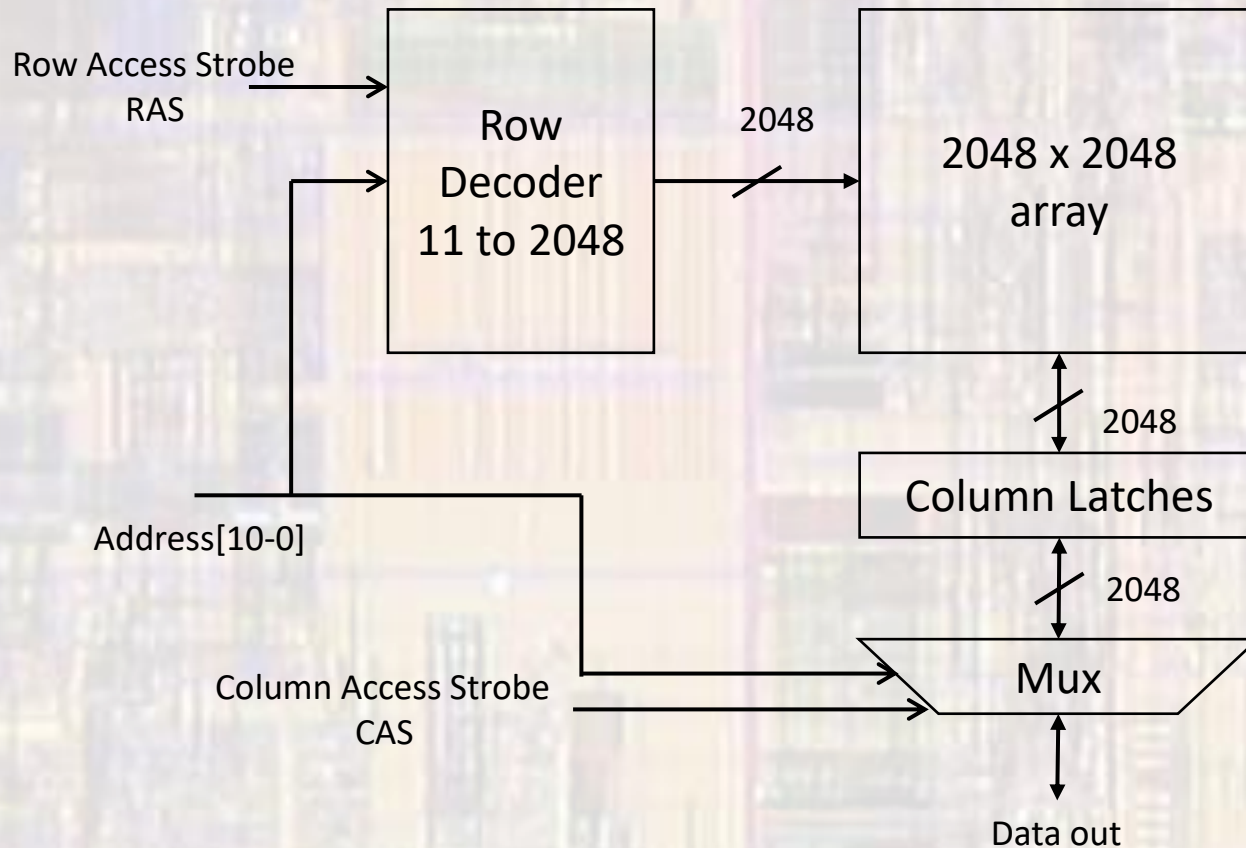 Row Access Strobe
RAS
Row
Decoder
11 to 2048
2048
2048 x 2048
array
2048
Column Latches
Address[10-0]
2048
Mux
Column Access Strobe
CAS
Data out